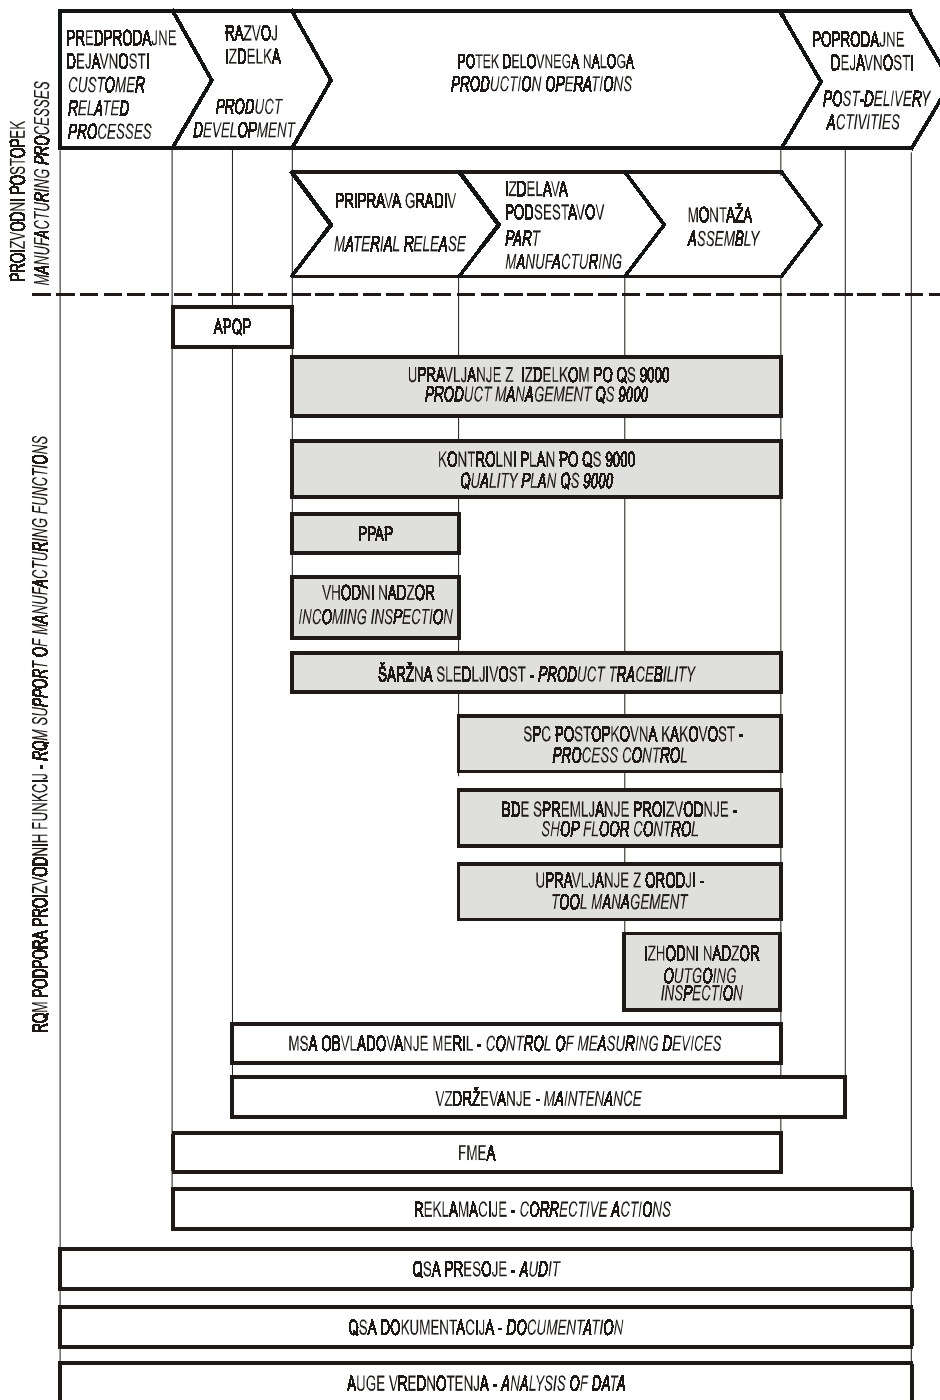 PREDPRODAJNE
DEJAVNOSTI
CUSTOMER
RELATED
PROCESSES
RAZVOJ
IZDELKA
PRODUCT
DEVELOPMENT
POTEK DELOVNEGA NALOGA
PRODUCTION OPERATIONS
POPRODAJNE
DEJAVNOSTI
POST-DELIVERY
ACTIVITIES
PROIZVODNI POSTOPEK
MANUFACTURING PROCESSES
PRIPRAVA GRADIV
MATERIAL RELEASE
IZDELAVA
PODSESTAVOV
PART
MANUFACTURING
MONTAŽA
ASSEMBLY
RQM PODPORA PROIZVODNIH FUNKCIJ - RQM SUPPORT OF MANUFACTURING FUNCTIONS
APQP
UPRAVLJANJE Z IZDELKOM PO QS 9000
PRODUCT MANAGEMENT QS 9000
KONTROLNI PLAN PO QS 9000
QUALITY PLAN QS 9000
PPAP
VHODNI NADZOR
INCOMING INSPECTION
ŠARŽNA SLEDLJIVOST - PRODUCT TRACEBILITY
SPC POSTOPKOVNA KAKOVOST -
PROCESS CONTROL
BDE SPREMLJANJE PROIZVODNJE -
SHOP FLOOR CONTROL
UPRAVLJANJE Z ORODJI -
TOOL MANAGEMENT
IZHODNI NADZOR
OUTGOING
INSPECTION
MSA OBVLADOVANJE MERIL - CONTROL OF MEASURING DEVICES
VZDRŽEVANJE - MAINTENANCE
FMEA
REKLAMACIJE - CORRECTIVE ACTIONS
QSA PRESOJE - AUDIT
QSA DOKUMENTACIJA - DOCUMENTATION
AUGE VREDNOTENJA - ANALYSIS OF DATA